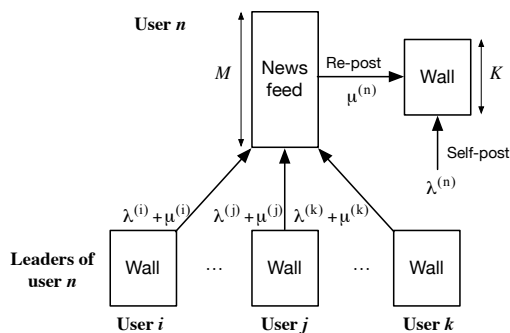 User n
M
News
feed
Re-post
μ(n)
Wall
K
Self-post
λ(n)
λ(i)+μ(i)
λ(j)+μ(j)
λ(k)+μ(k)
Leaders of
user n
Wall
...
Wall
...
Wall
User i
User j
User k